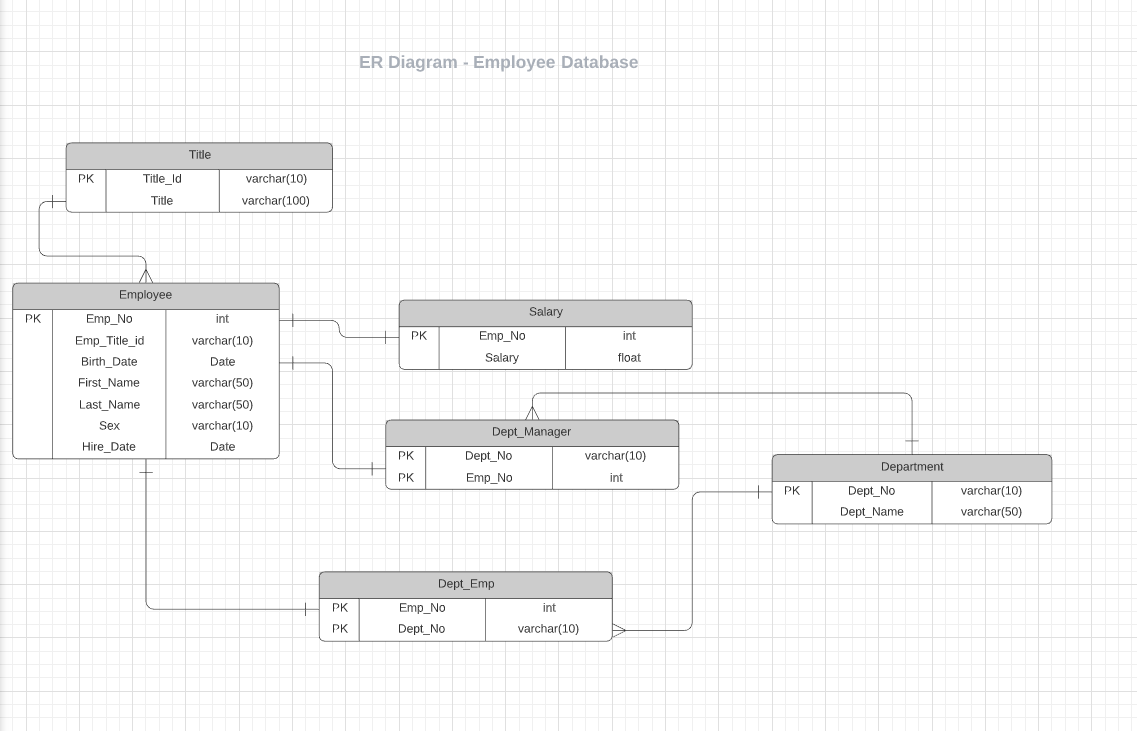 ER Diagram - Employee Database
Title
PK Title_Id varchar(10)
Title varchar(100)
Employee
PK Emp_No int
Emp_Title_id varchar(10)
Birth_Date Date
First_Name varchar(50)
Last_Name varchar(50)
Sex varchar(10)
Hire_Date Date
Salary
PK Emp_No int
Salary float
Dept_Manager
PK Dept_No varchar(10)
PK Emp_No int
Department
PK Dept_No varchar(10)
Dept_Name varchar(50)
Dept_Emp
PK Emp_No int
PK Dept_No varchar(10)